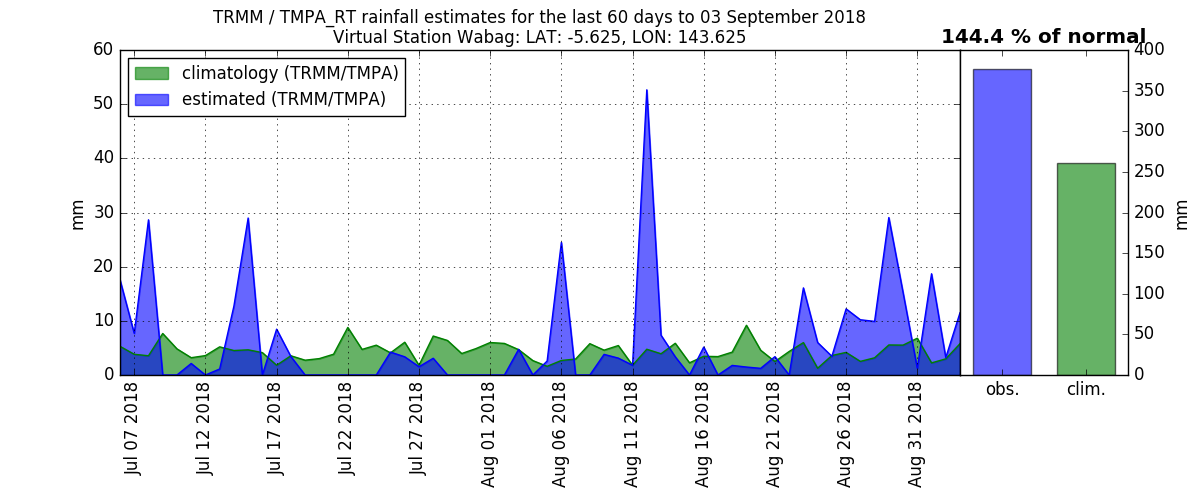 TRMM / TMPA_RT rainfall estimates for the last 60 days to 03 September 2018
Virtual Station Wabag: LAT: -5.625, LON: 143.625
144.4 % of normal
climatology (TRMM/TMPA)
estimated (TRMM/TMPA)
60
50
40
30
20
10
0
mm
Jul 07 2018
Jul 12 2018
Jul 17 2018
Jul 22 2018
Jul 27 2018
Aug 01 2018
Aug 06 2018
Aug 11 2018
Aug 16 2018
Aug 21 2018
Aug 26 2018
Aug 31 2018
obs.
clim.
400
350
300
250
200
150
100
50
0
mm